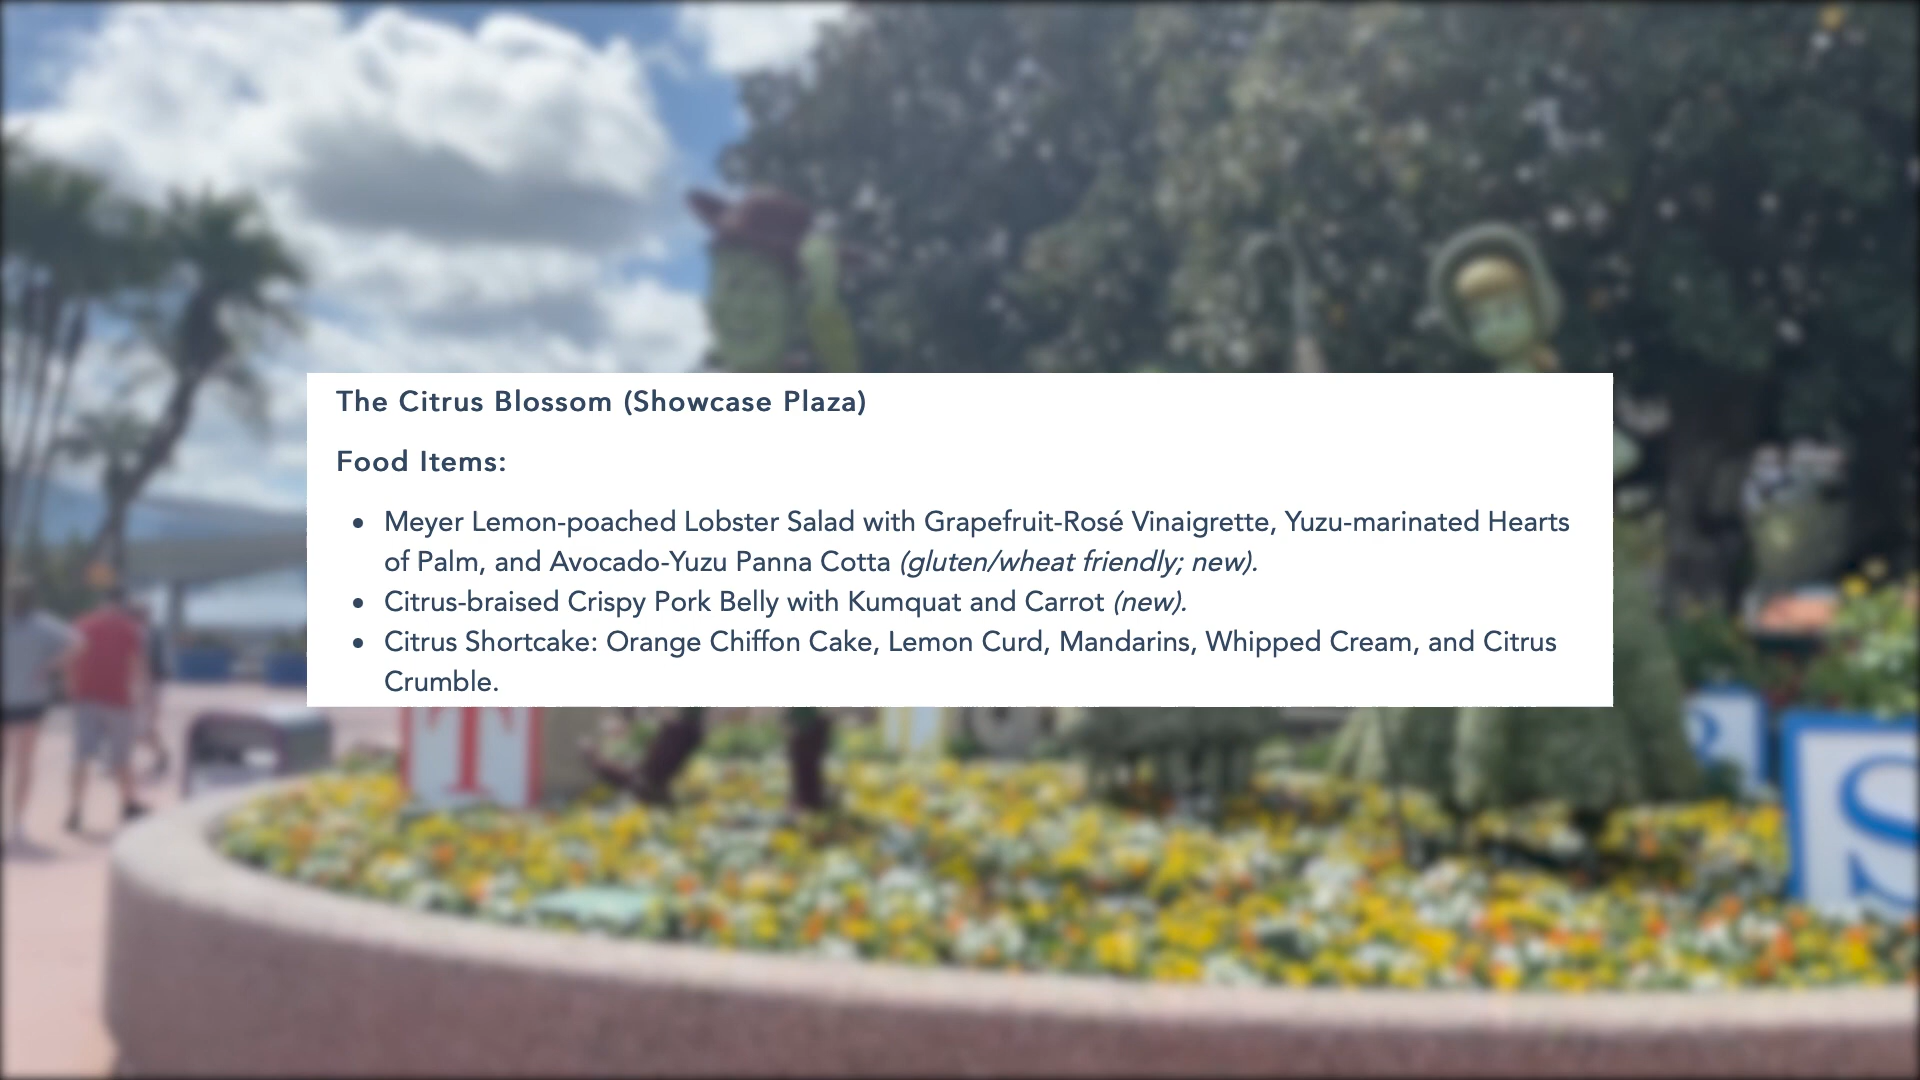 The Citrus Blossom (Showcase Plaza)
Food Items:
• Meyer Lemon-poached Lobster Salad with Grapefruit-Rosé Vinaigrette, Yuzu-marinated Hearts
of Palm, and Avocado-Yuzu Panna Cotta (gluten/wheat friendly; new).
• Citrus-braised Crispy Pork Belly with Kumquat and Carrot (new).
• Citrus Shortcake: Orange Chiffon Cake, Lemon Curd, Mandarins, Whipped Cream, and Citrus
Crumble.
T
S